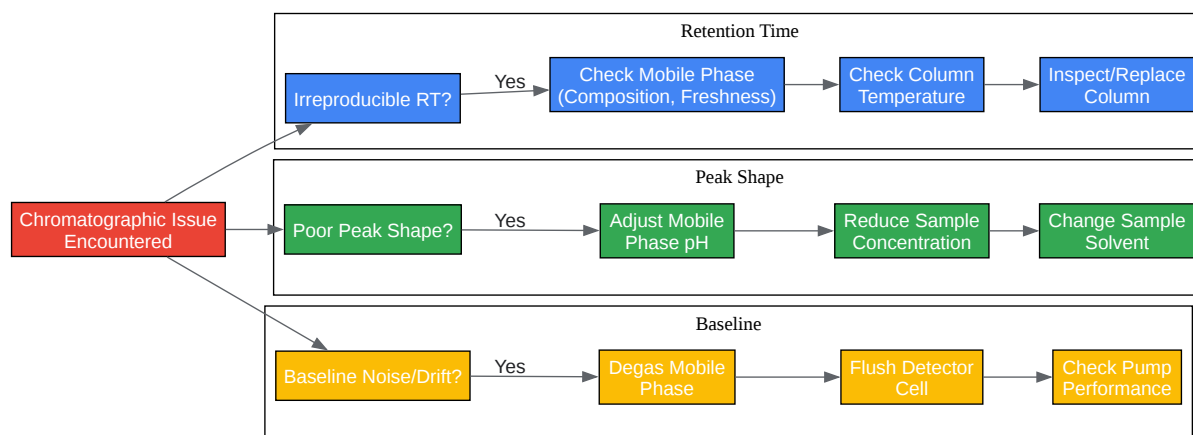 Retention Time
Irreproducible RT?
Yes
Check Mobile Phase
(Composition, Freshness)
Check Column
Temperature
Inspect/Replace
Column
Chromatographic Issue
Encountered
Peak Shape
Poor Peak Shape?
Yes
Adjust Mobile
Phase pH
Reduce Sample
Concentration
Change Sample
Solvent
Baseline
Baseline Noise/Drift?
Yes
Degas Mobile
Phase
Flush Detector
Cell
Check Pump
Performance